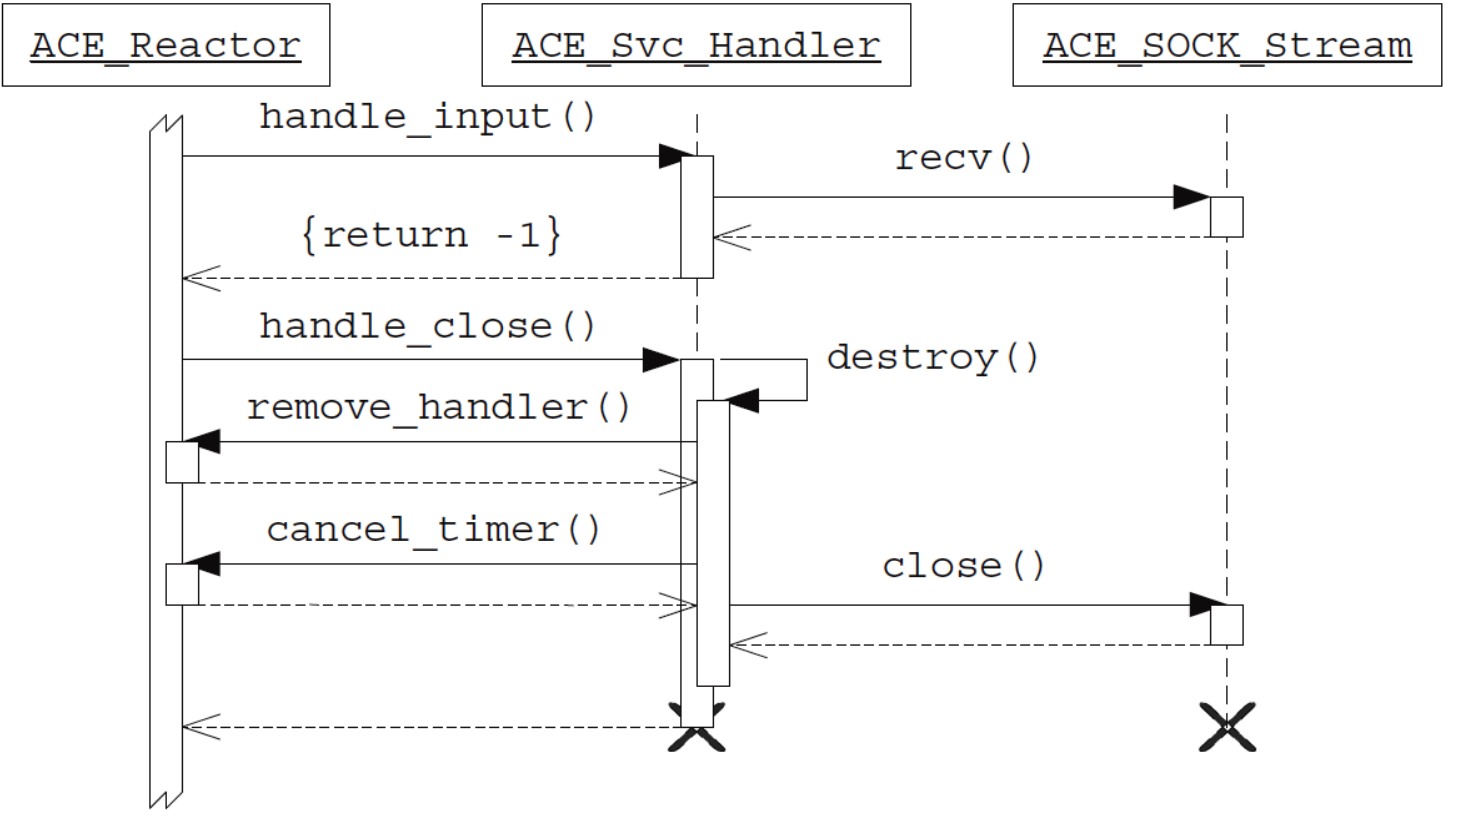 ACE_Reactor
ACE_Svc_Handler
ACE_SOCK_Stream
handle_input()
recv()
{return -1}
handle_close()
destroy()
remove_handler()
cancel_timer()
close()